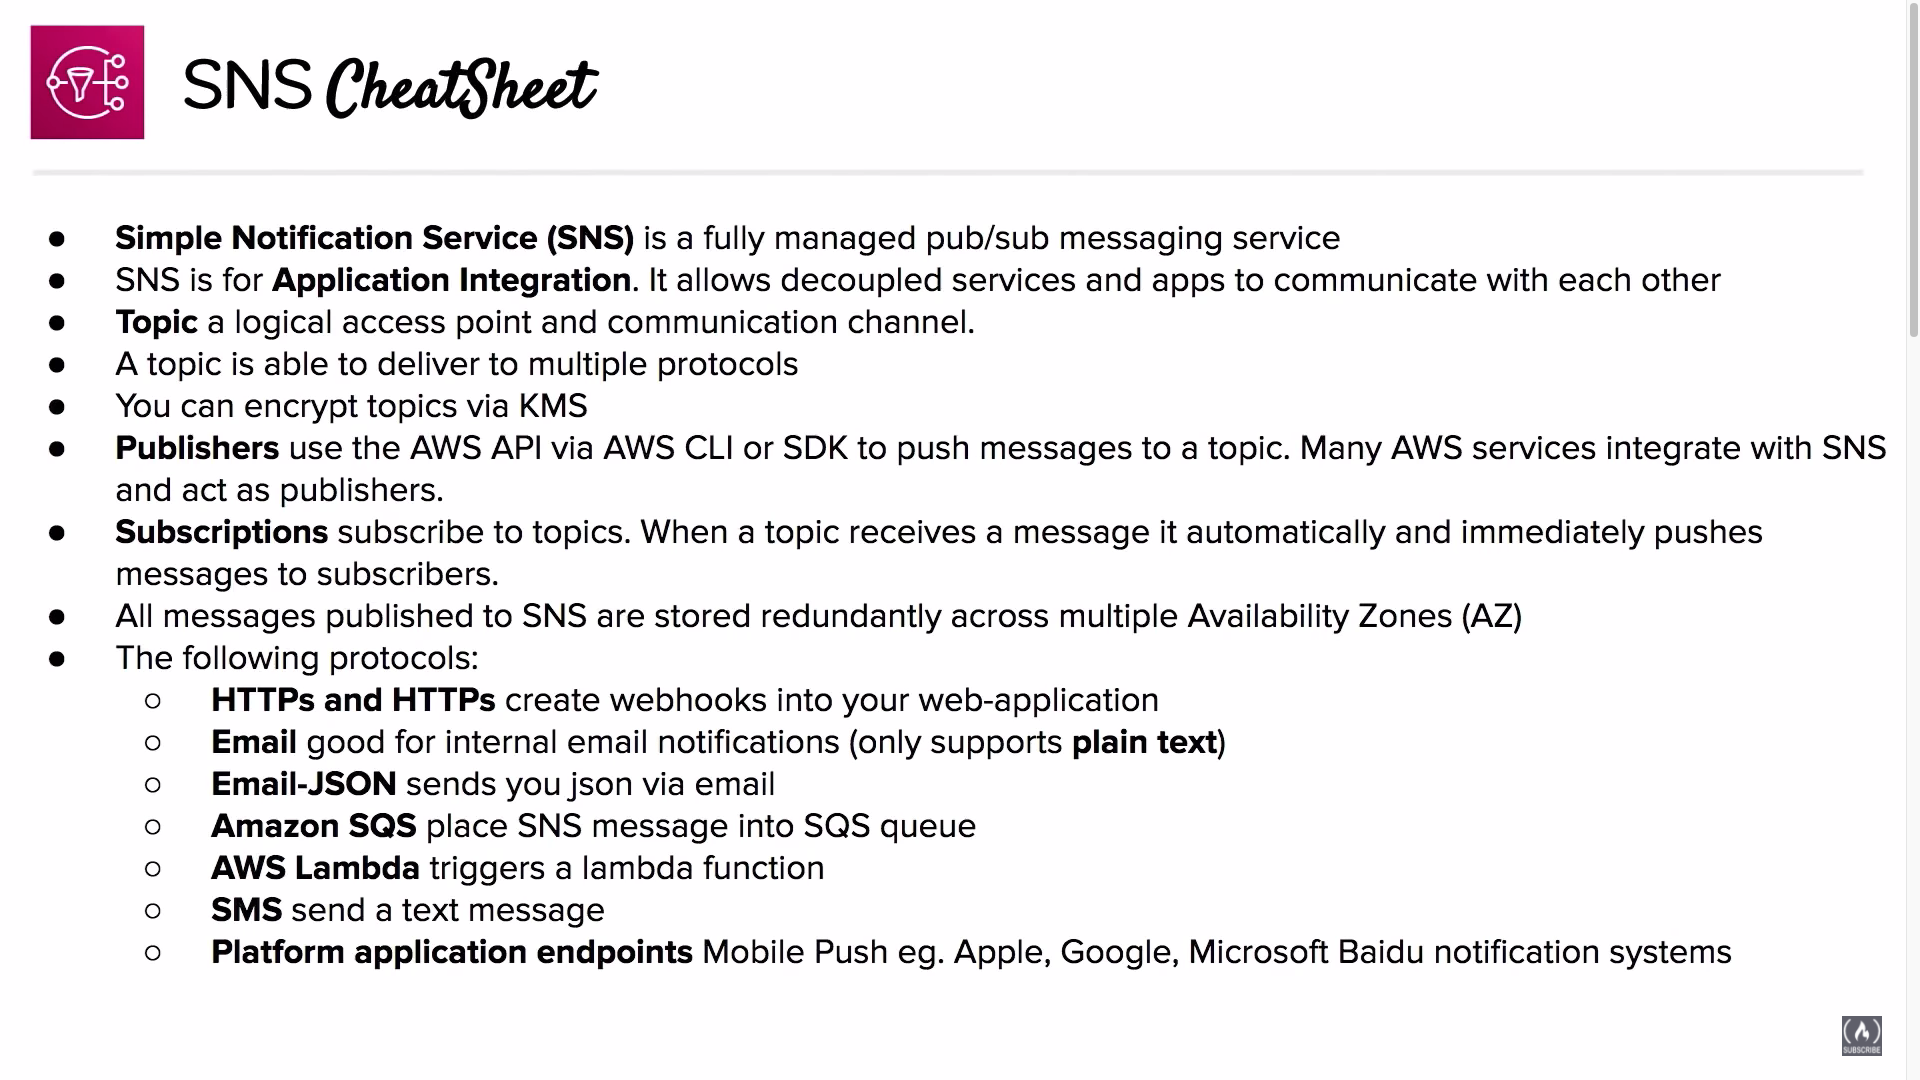 SNS CheatSheet
● Simple Notification Service (SNS) is a fully managed pub/sub messaging service
● SNS is for Application Integration. It allows decoupled services and apps to communicate with each other
● Topic a logical access point and communication channel.
● A topic is able to deliver to multiple protocols
● You can encrypt topics via KMS
● Publishers use the AWS API via AWS CLI or SDK to push messages to a topic. Many AWS services integrate with SNS
and act as publishers.
● Subscriptions subscribe to topics. When a topic receives a message it automatically and immediately pushes
messages to subscribers.
● All messages published to SNS are stored redundantly across multiple Availability Zones (AZ)
● The following protocols:
○ HTTPs and HTTPs create webhooks into your web-application
○ Email good for internal email notifications (only supports plain text)
○ Email-JSON sends you json via email
○ Amazon SQS place SNS message into SQS queue
○ AWS Lambda triggers a lambda function
○ SMS send a text message
○ Platform application endpoints Mobile Push eg. Apple, Google, Microsoft Baidu notification systems
SUBSCRIBE